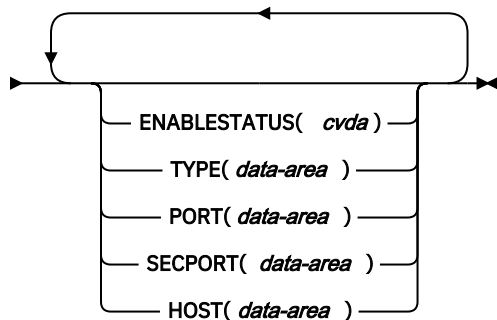 ENABLESTATUS( cvda )
TYPE( data-area )
PORT( data-area )
SECPORT( data-area )
HOST( data-area )